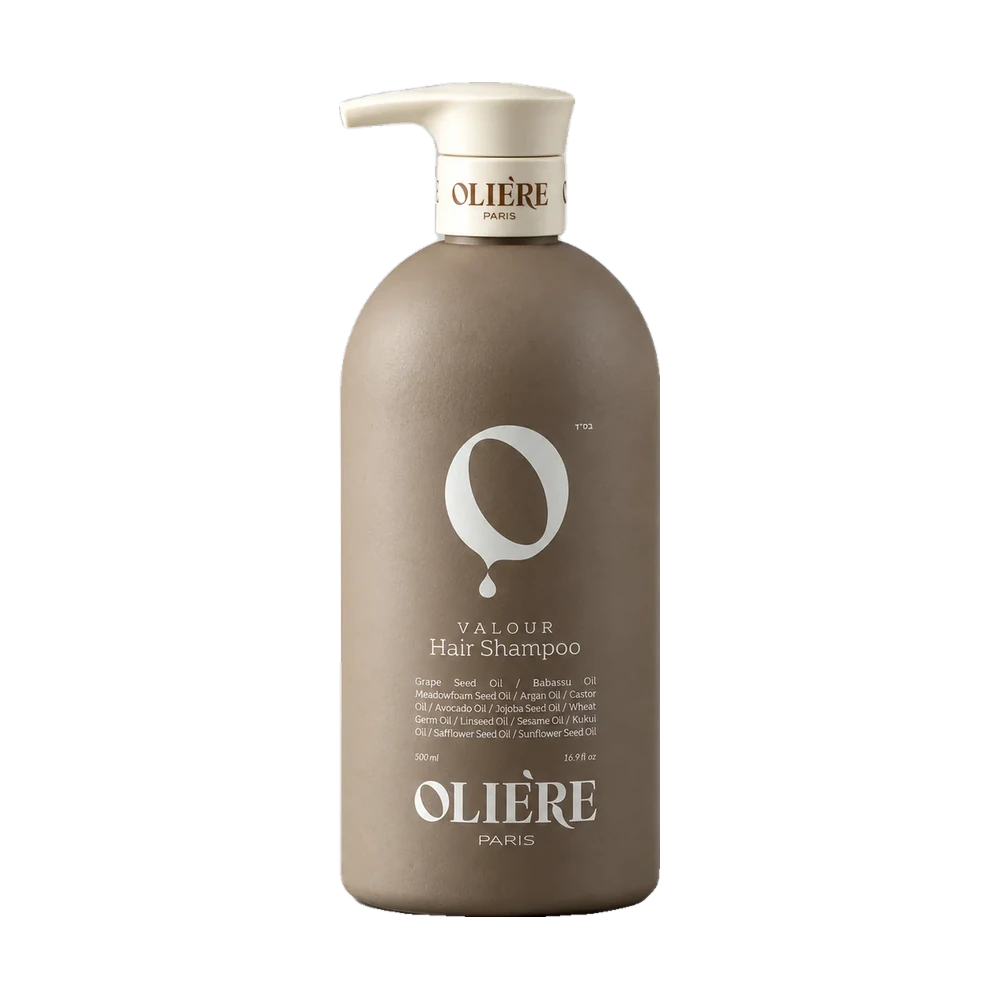 OLIÈRE
PARIS
בס"ד
VALOUR
Hair Shampoo
Grape Seed Oil / Babassu Oil
Meadowfoam Seed Oil / Argan Oil / Castor
Oil / Avocado Oil / Jojoba Seed Oil / Wheat
Germ Oil / Linseed Oil / Sesame Oil / Kukui
Oil / Safflower Seed Oil / Sunflower Seed Oil
500 ml 16.9 fl oz
OLIÈRE
PARIS